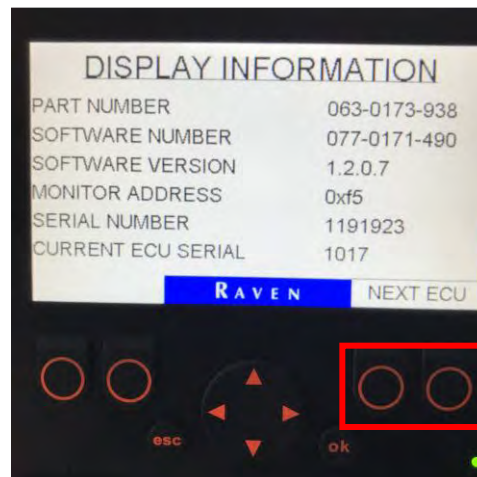 DISPLAY INFORMATION
PART NUMBER 063-0173-938
SOFTWARE NUMBER 077-0171-490
SOFTWARE VERSION 1.2.0.7
MONITOR ADDRESS 0xf5
SERIAL NUMBER 1191923
CURRENT ECU SERIAL 1017
RAVEN NEXT ECU
esc ok